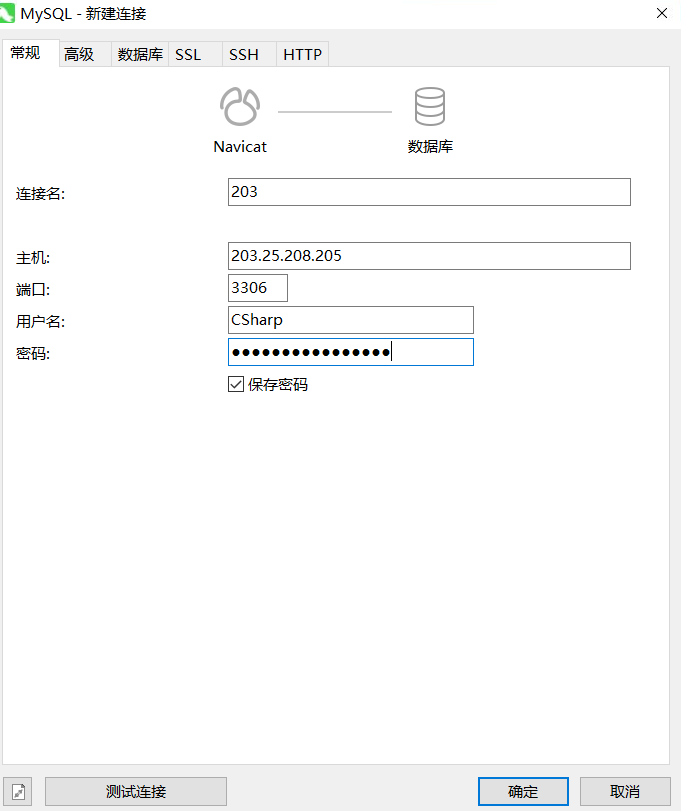 MySQL - 新建连接
常规 高级 数据库 SSL SSH HTTP
Navicat 数据库
连接名: 203
主机: 203.25.208.205
端口: 3306
用户名: CSharp
密码: ●●●●●●●●●●●●●●●●
保存密码
测试连接 确定 取消